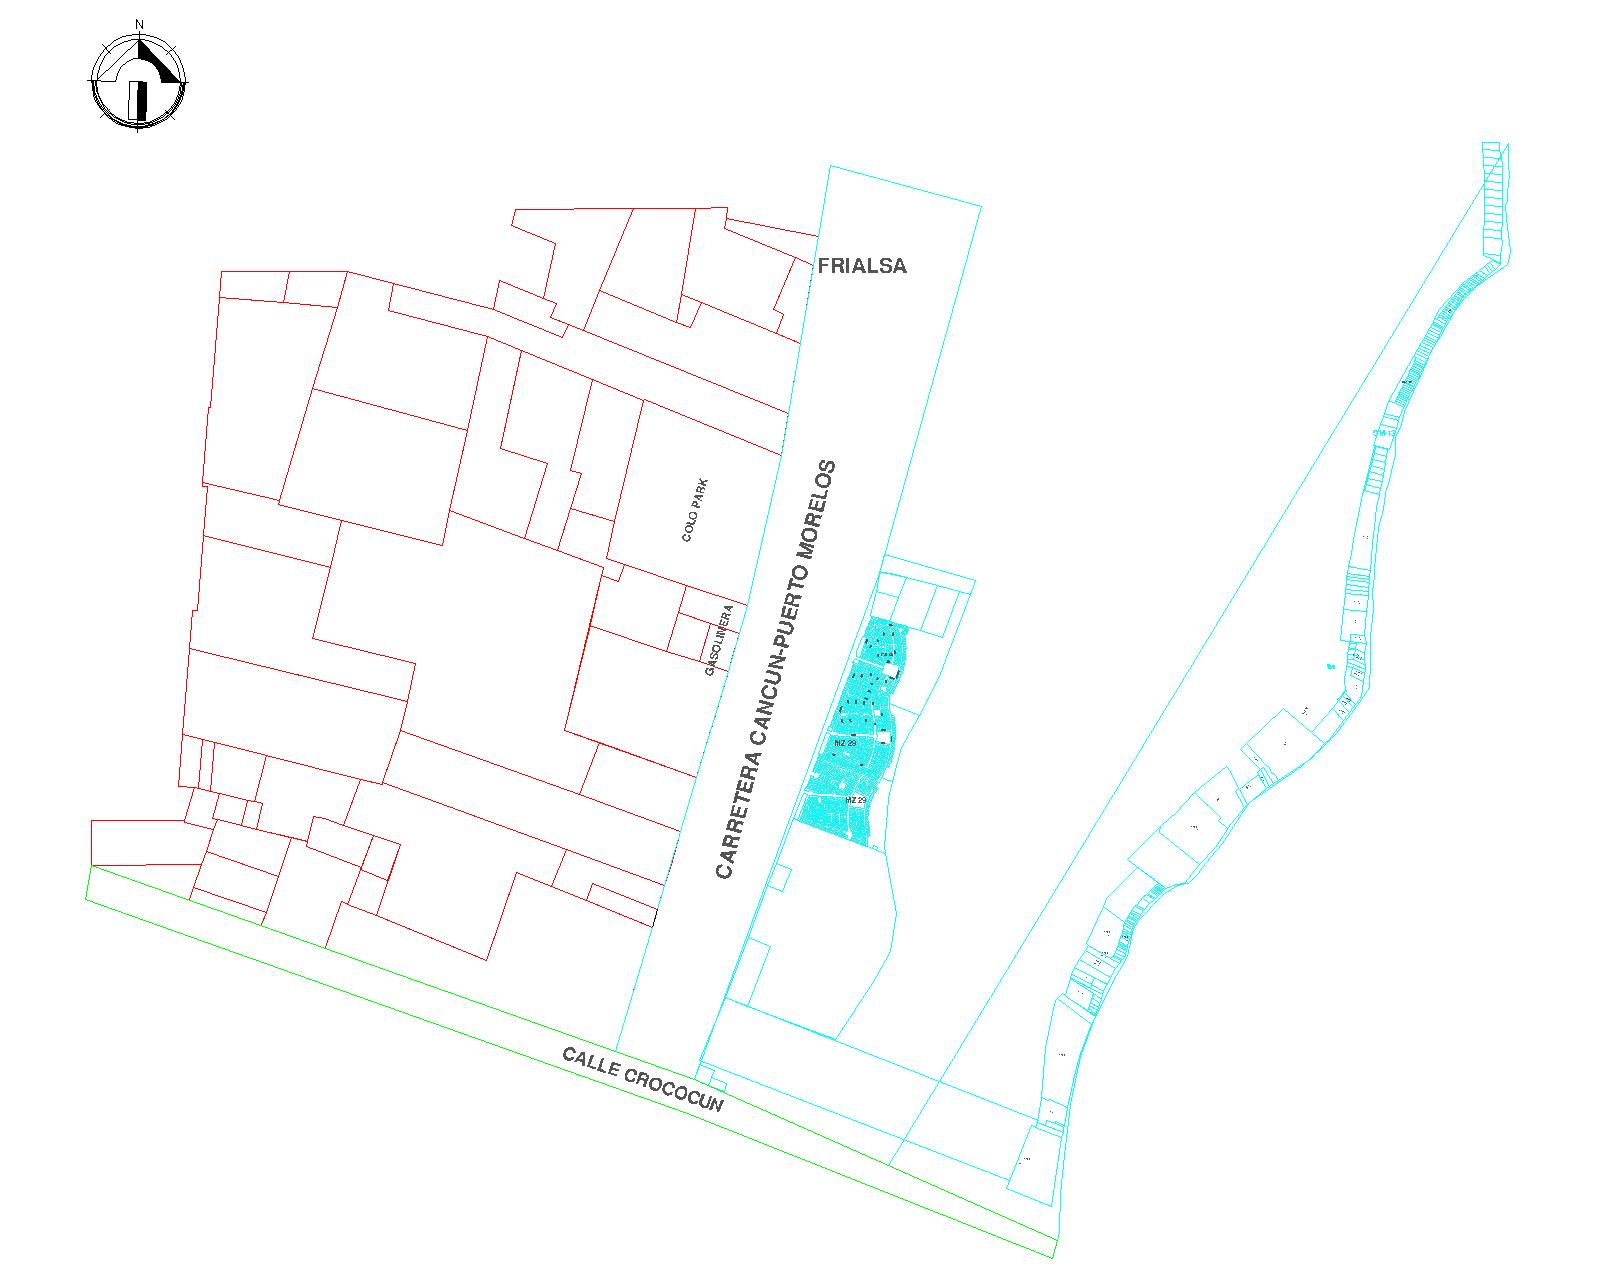 N
FRIALSA
COLO PARK
CARRETERA CANCUN-PUERTO MORELOS
GASOLINERA
MZ 29
MZ 29
CALLE CROCOCUN